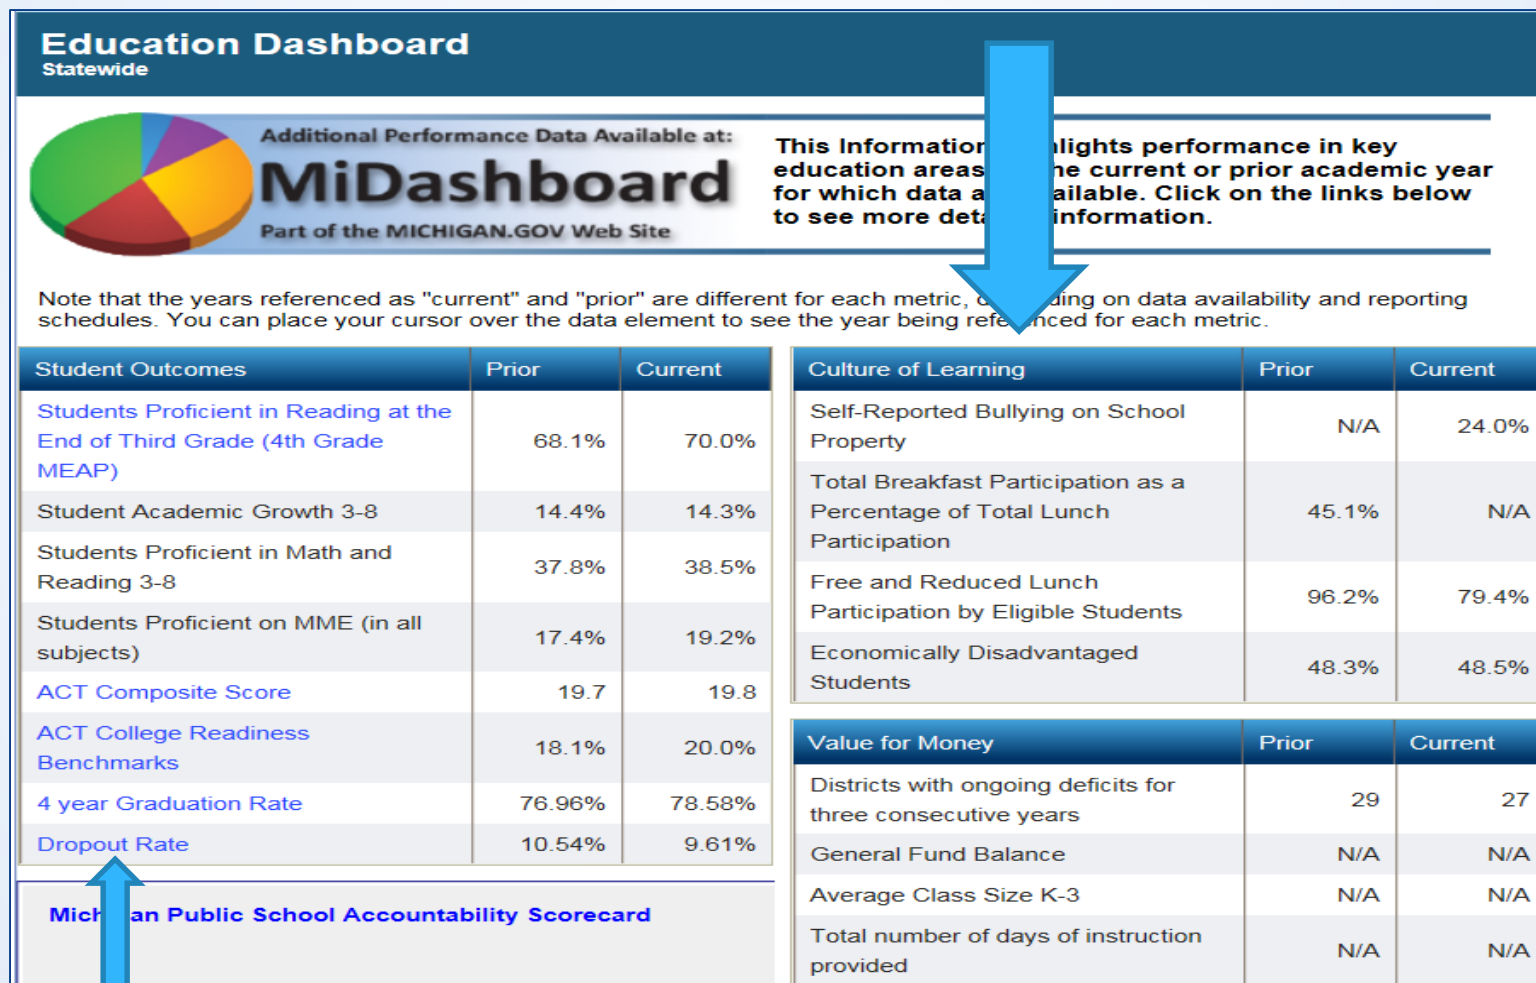 Education Dashboard
Statewide
Additional Performance Data Available at:
MiDashboard
Part of the MICHIGAN.GOV Web Site
This Information lights performance in key
education areas he current or prior academic year
for which data a ailable. Click on the links below
to see more deta information.
Note that the years referenced as "current" and "prior" are different for each metric, d ding on data availability and reporting
schedules. You can place your cursor over the data element to see the year being referenced for each metric.
Student Outcomes Prior Current
Students Proficient in Reading at the
End of Third Grade (4th Grade 68.1% 70.0%
MEAP)
Student Academic Growth 3-8 14.4% 14.3%
Students Proficient in Math and
Reading 3-8 37.8% 38.5%
Students Proficient on MME (in all
subjects) 17.4% 19.2%
ACT Composite Score 19.7 19.8
ACT College Readiness
Benchmarks 18.1% 20.0%
4 year Graduation Rate 76.96% 78.58%
Dropout Rate 10.54% 9.61%
Michigan Public School Accountability Scorecard
Culture of Learning Prior Current
Self-Reported Bullying on School
Property N/A 24.0%
Total Breakfast Participation as a
Percentage of Total Lunch 45.1% N/A
Participation
Free and Reduced Lunch
Participation by Eligible Students 96.2% 79.4%
Economically Disadvantaged
Students 48.3% 48.5%
Value for Money Prior Current
Districts with ongoing deficits for
three consecutive years 29 27
General Fund Balance N/A N/A
Average Class Size K-3 N/A N/A
Total number of days of instruction
provided N/A N/A